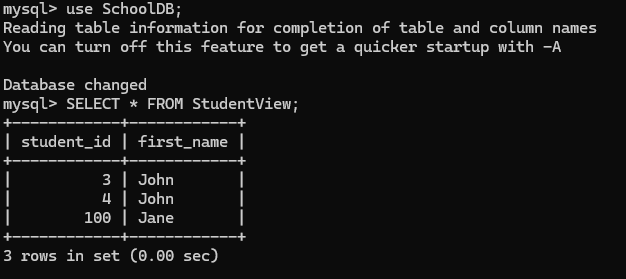 mysql> use SchoolDB;
Reading table information for completion of table and column names
You can turn off this feature to get a quicker startup with -A

Database changed
mysql> SELECT * FROM StudentView;
+------------+------------+
| student_id | first_name |
+------------+------------+
|          3 | John       |
|          4 | John       |
|        100 | Jane       |
+------------+------------+
3 rows in set (0.00 sec)